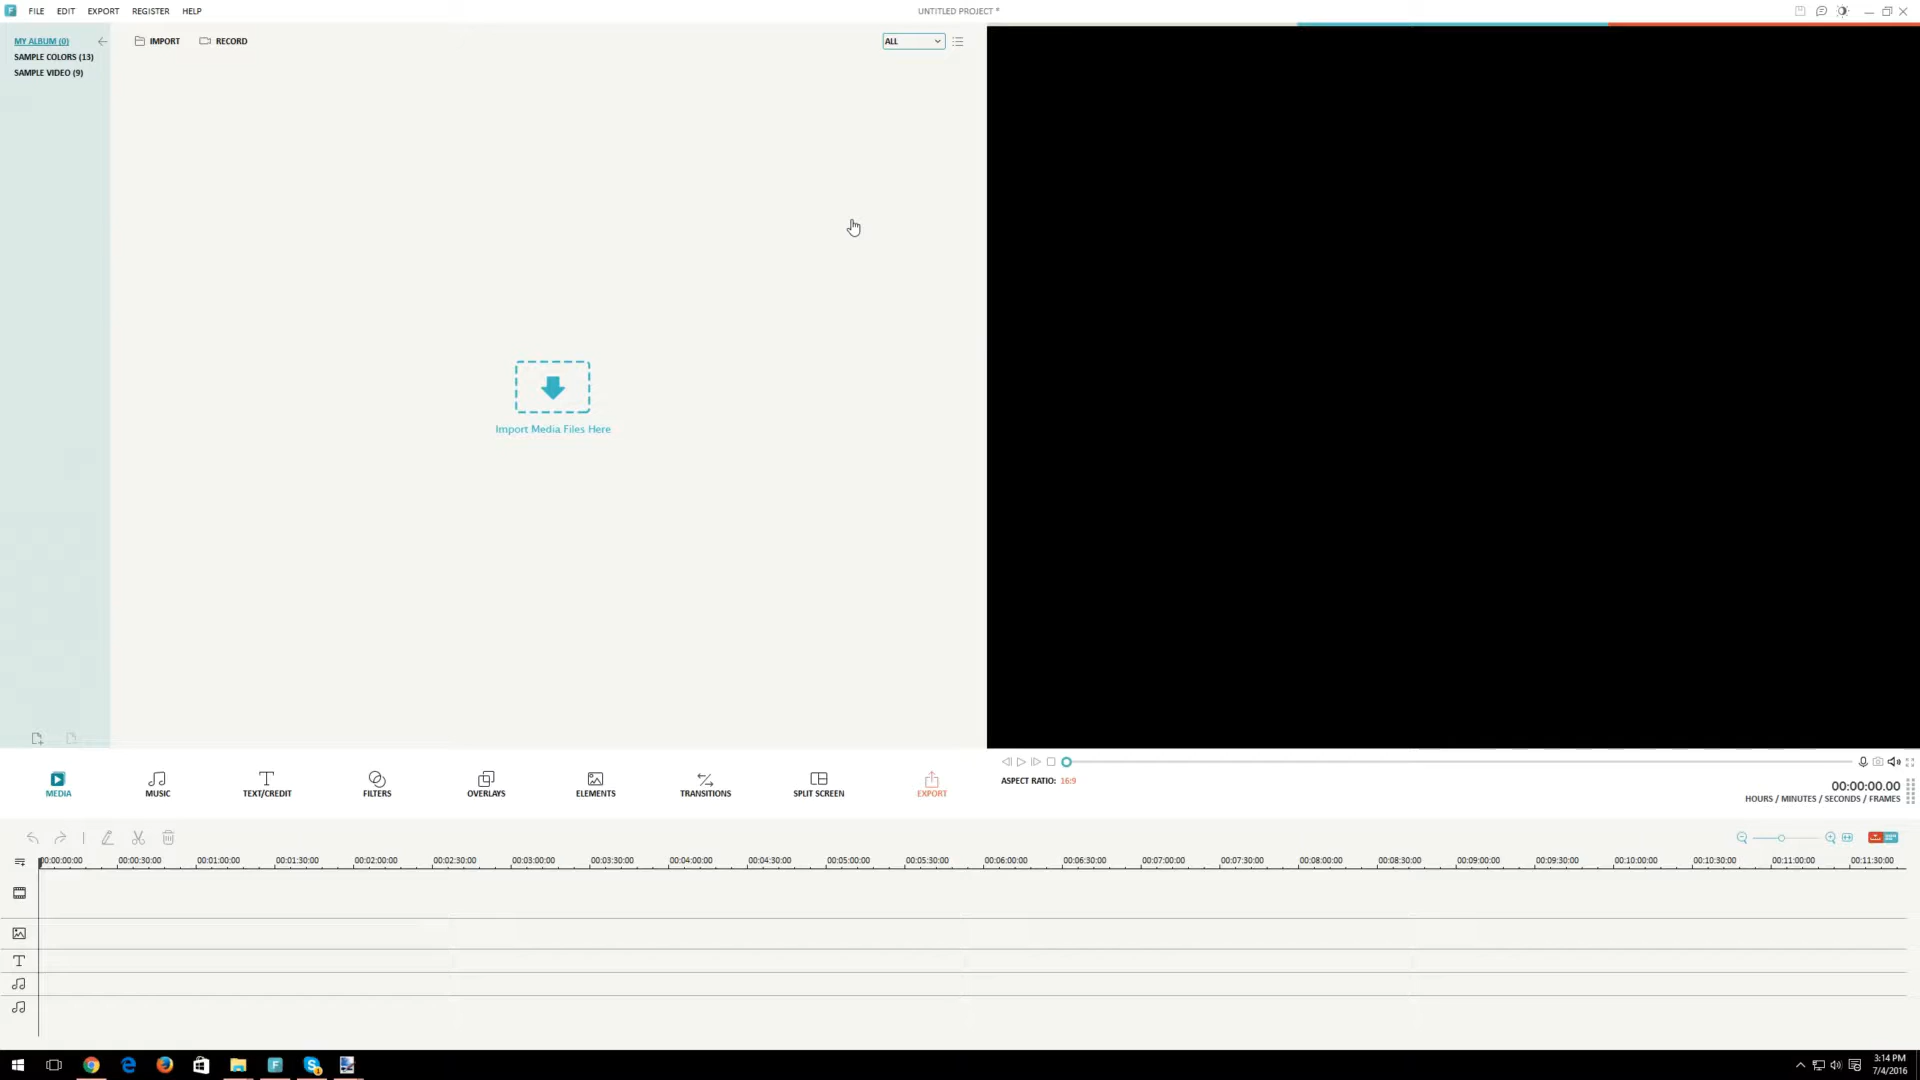 FILE EDIT EXPORT REGISTER HELP UNTITLED PROJECT *
MY ALBUM (0)
SAMPLE COLORS (13)
SAMPLE VIDEO (9)
IMPORT RECORD ALL
Import Media Files Here
MEDIA MUSIC TEXT/CREDIT FILTERS OVERLAYS ELEMENTS TRANSITIONS SPLIT SCREEN EXPORT
ASPECT RATIO: 16:9
00:00:00.00
HOURS / MINUTES / SECONDS / FRAMES
00:00:00:00 00:00:30:00 00:01:00:00 00:01:30:00 00:02:00:00 00:02:30:00 00:03:00:00 00:03:30:00 00:04:00:00 00:04:30:00 00:05:00:00 00:05:30:00 00:06:00:00 00:06:30:00 00:07:00:00 00:07:30:00 00:08:00:00 00:08:30:00 00:09:00:00 00:09:30:00 00:10:00:00 00:10:30:00 00:11:00:00 00:11:30:00
3:14 PM
7/4/2016